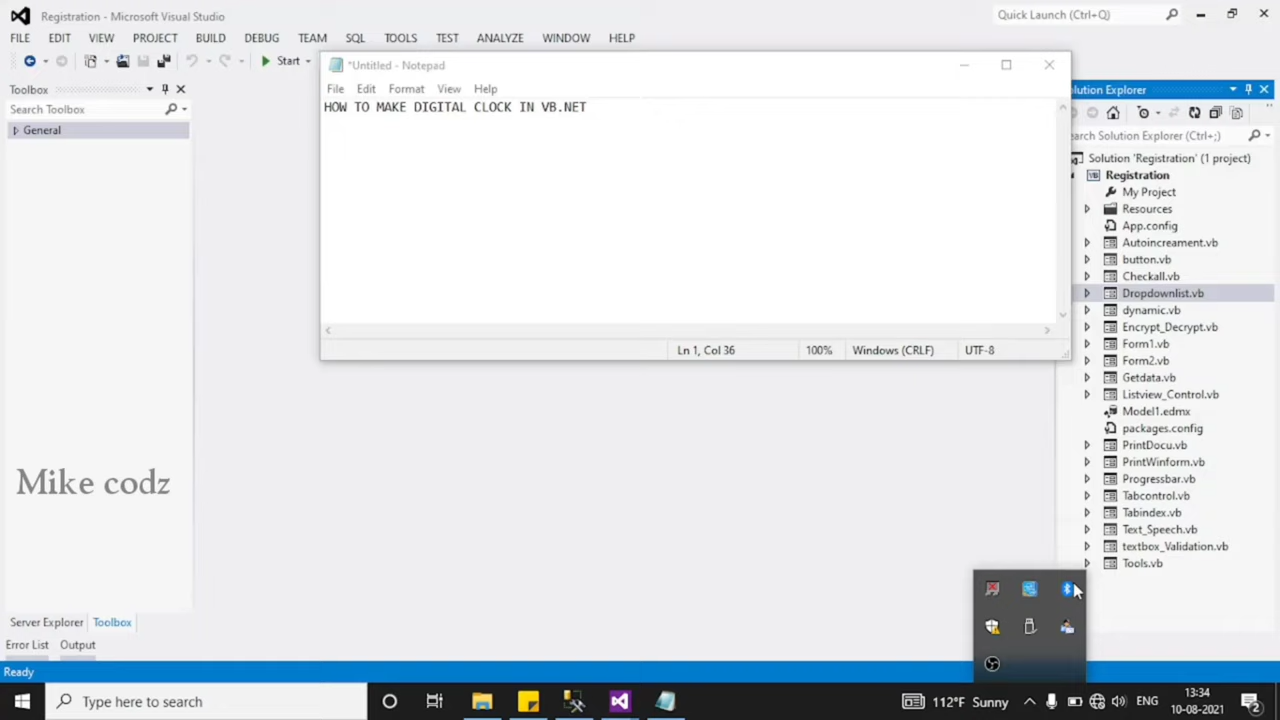 Registration - Microsoft Visual Studio
Quick Launch (Ctrl+Q)
FILE EDIT VIEW PROJECT BUILD DEBUG TEAM SQL TOOLS TEST ANALYZE WINDOW HELP
Start
Toolbox
Search Toolbox
General
*Untitled - Notepad
File Edit Format View Help
HOW TO MAKE DIGITAL CLOCK IN VB.NET
Ln 1, Col 36 100% Windows (CRLF) UTF-8
olution Explorer
earch Solution Explorer (Ctrl+;)
Solution 'Registration' (1 project)
VB Registration
My Project
Resources
App.config
Autoincreament.vb
button.vb
Checkall.vb
Dropdownlist.vb
dynamic.vb
Encrypt_Decrypt.vb
Form1.vb
Form2.vb
Getdata.vb
Listview_Control.vb
Model1.edmx
packages.config
PrintDocu.vb
PrintWinform.vb
Progressbar.vb
Tabcontrol.vb
Tabindex.vb
Text_Speech.vb
textbox_Validation.vb
Tools.vb
Mike codz
Server Explorer Toolbox
Error List Output
Ready
Type here to search
112°F Sunny
ENG
13:34
10-08-2021
2